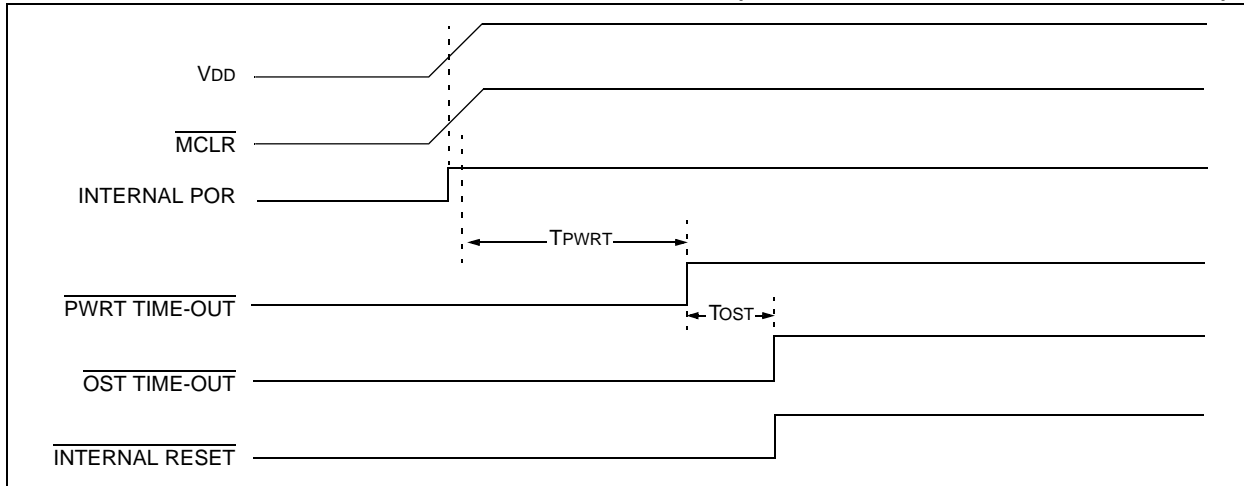 VDD
MCLR
INTERNAL POR
TPWRT
PWRT TIME-OUT
TOST
OST TIME-OUT
INTERNAL RESET